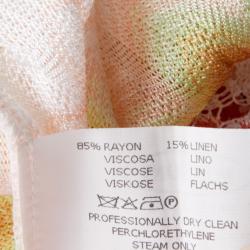 85% RAYON 15% LINEN
VISCOSA LINO
VISCOSE LIN
VISKOSE FLACHS
PROFESSIONALLY DRY CLEAN
PERCHLORETHYLENE
STEAM ONLY